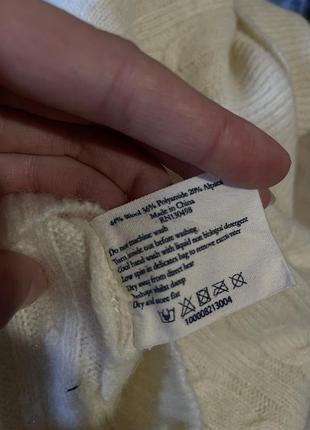 44% Wool 36% Polyamide 20% Alpaca
Made in China
RN130498
Do not machine wash
Turn inside out before washing
Cool hand wash with liquid non biological detergent
Low spin in delicates bag to remove excess water
Dry away from direct heat
Reshape whilst damp
Dry and store flat
100008213004